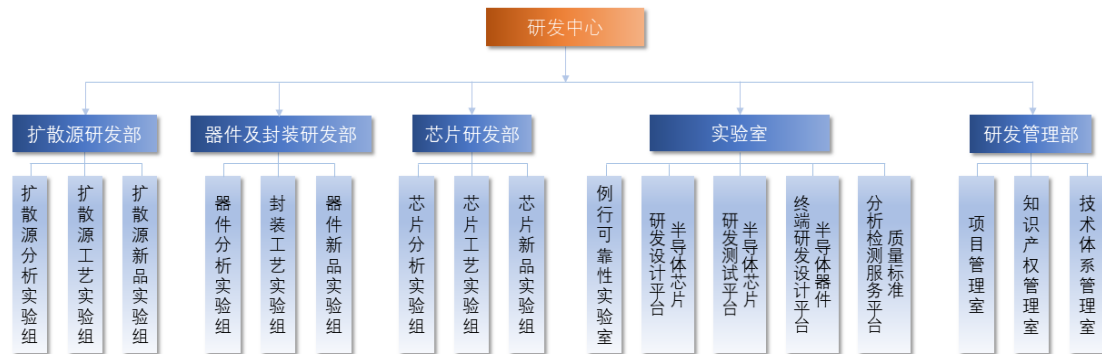 研发中心
扩散源研发部
器件及封装研发部
芯片研发部
实验室
研发管理部
扩散源分析实验组
扩散源工艺实验组
扩散源新品实验组
器件分析实验组
封装工艺实验组
器件新品实验组
芯片分析实验组
芯片工艺实验组
芯片新品实验组
例行可靠性实验室
半导体芯片
研发设计平台
半导体芯片
研发测试平台
半导体器件
终端研发设计平台
质量标准
分析检测服务平台
项目管理室
知识产权管理室
技术体系管理室